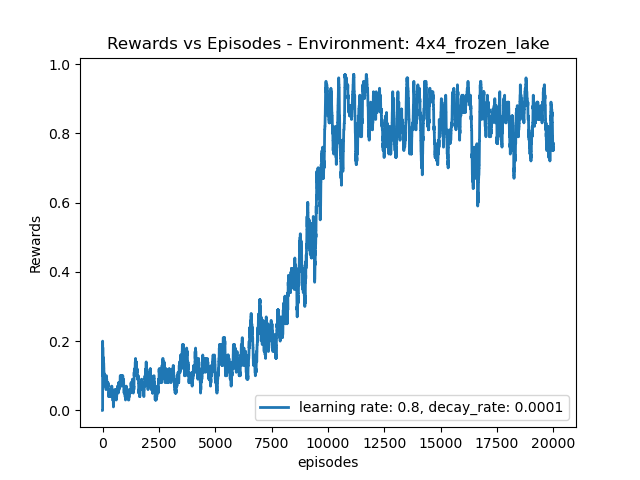 Rewards vs Episodes - Environment: 4x4_frozen_lake
1.0
0.8
0.6
0.4
0.2
0.0
Rewards
learning rate: 0.8, decay_rate: 0.0001
0 2500 5000 7500 10000 12500 15000 17500 20000
episodes